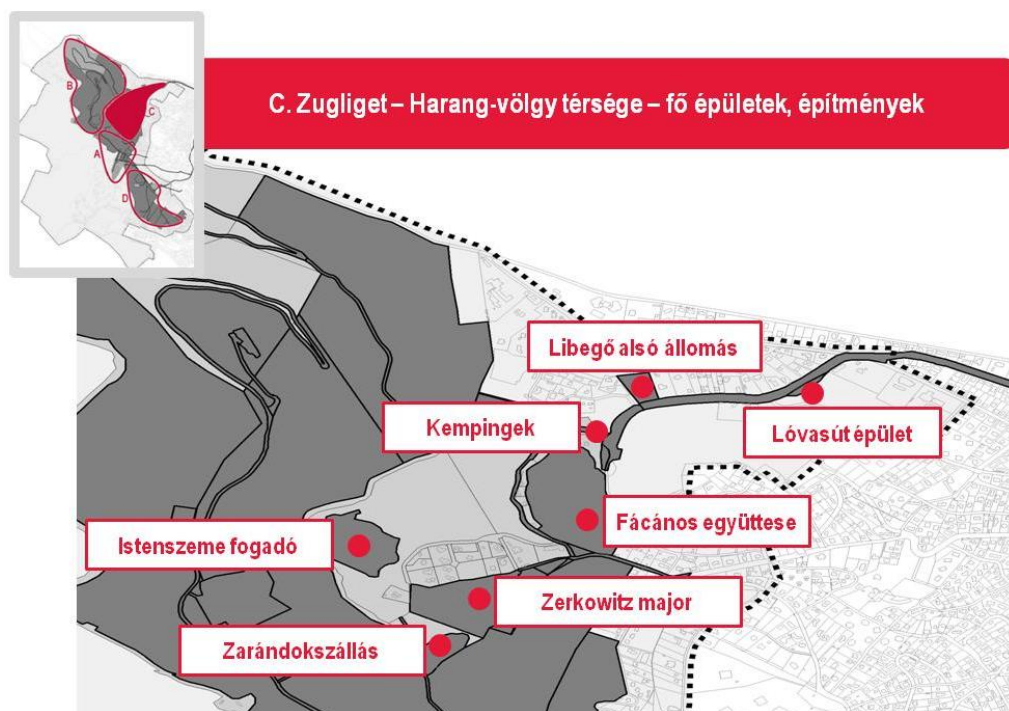 C. Zugliget – Harang-völgy térsége – fő épületek, építmények
B
C
A
D
Libegő alsó állomás
Kempingek
Lóvasút épület
Fácános együttese
Istenszeme fogadó
Zerkowitz major
Zarándokszállás